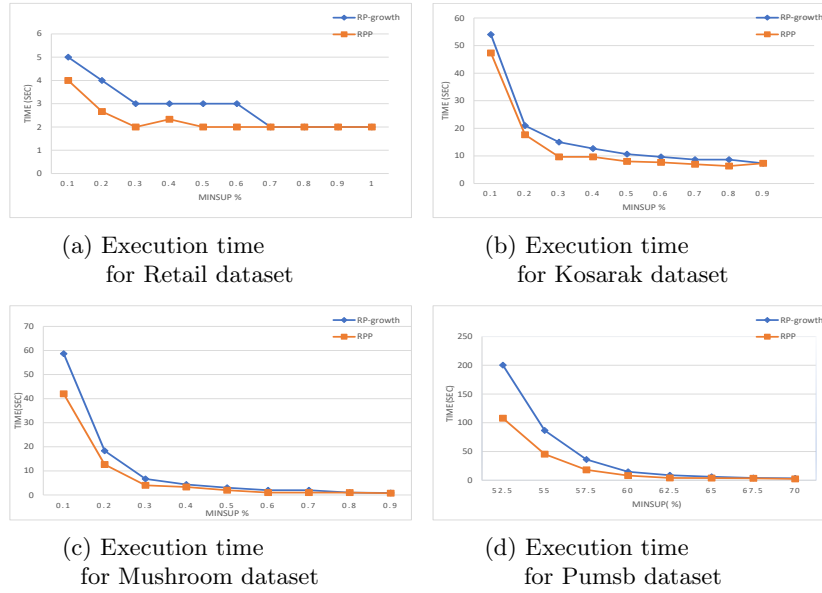 RP-growth
RPP
6
5
4
3
2
1
0
TIME (SEC)
0.1 0.2 0.3 0.4 0.5 0.6 0.7 0.8 0.9 1
MINSUP %
(a) Execution time
for Retail dataset
RP-growth
RPP
60
50
40
30
20
10
0
TIME (SEC)
0.1 0.2 0.3 0.4 0.5 0.6 0.7 0.8 0.9
MINSUP %
(b) Execution time
for Kosarak dataset
RP-growth
RPP
70
60
50
40
30
20
10
0
TIME(SEC)
0.1 0.2 0.3 0.4 0.5 0.6 0.7 0.8 0.9
MINSUP %
(c) Execution time
for Mushroom dataset
RP-growth
RPP
250
200
150
100
50
0
TIME(SEC)
52.5 55 57.5 60 62.5 65 67.5 70
MINSUP( %)
(d) Execution time
for Pumsb dataset